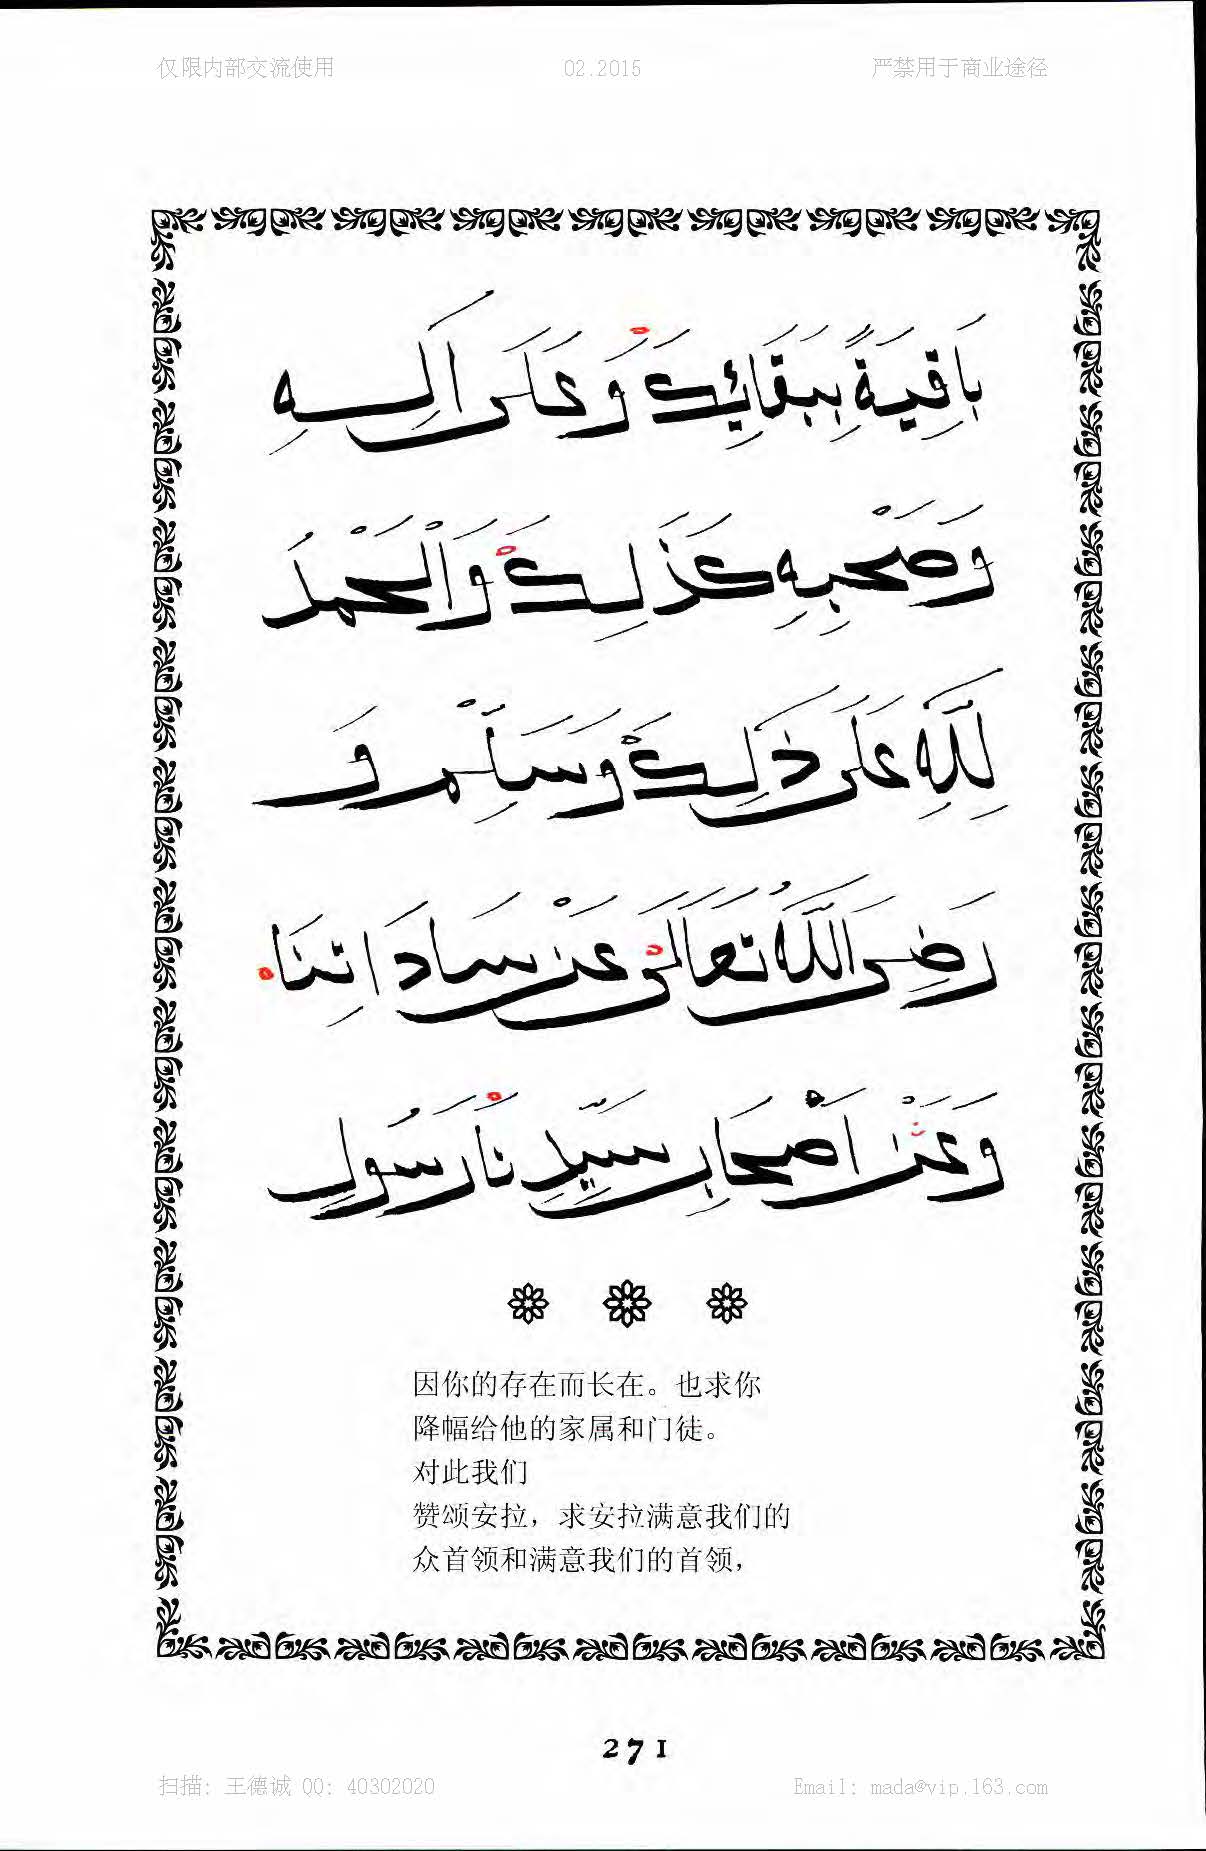 仅限内部交流使用 02.2015 严禁用于商业途径
بَاقِيَةً بِبَقَائِكَ وَعَلَى اٰلِهِ
وَصَحْبِهِ كَذَلِكَ وَالْحَمْدُ
لِلَّهِ عَلَى ذَلِكَ وَسَلِّمْ وَ
رَضِيَ اللَّهُ تَعَالَى عَنْ سَادَاتِنَا
وَعَنْ اَصْحَابِ سَيِّدِنَا رَسُولِ
因你的存在而长在。也求你
降幅给他的家属和门徒。
对此我们
赞颂安拉，求安拉满意我们的
众首领和满意我们的首领，
271
扫描：王德诚 QQ：40302020 Email：mada@vip.163.com